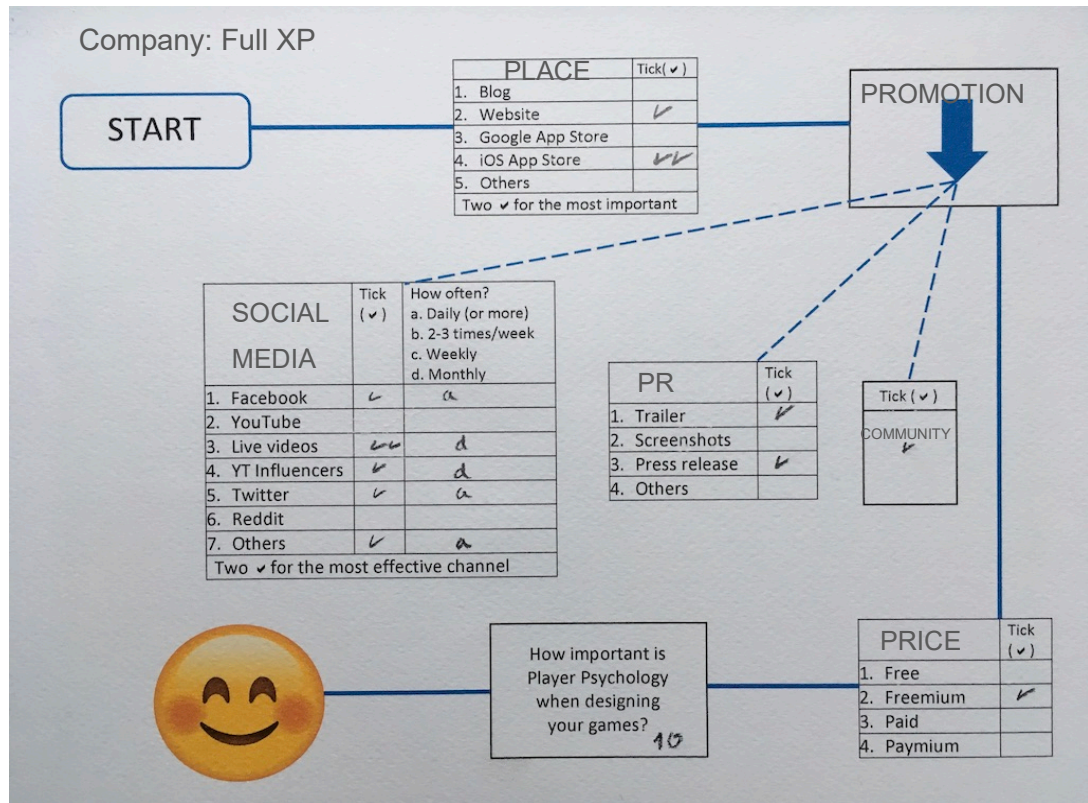 Company: Full XP
START
PLACE Tick(✔)
1. Blog
2. Website ✓
3. Google App Store
4. iOS App Store ✓✓
5. Others
Two ✔ for the most important
PROMOTION
SOCIAL
MEDIA
Tick
(✔)
How often?
a. Daily (or more)
b. 2-3 times/week
c. Weekly
d. Monthly
1. Facebook ✓ a
2. YouTube
3. Live videos ✓✓ d
4. YT Influencers ✓ d
5. Twitter ✓ a
6. Reddit
7. Others ✓ a
Two ✔ for the most effective channel
PR
Tick
(✔)
1. Trailer ✓
2. Screenshots
3. Press release ✓
4. Others
Tick (✔)
COMMUNITY
✓
PRICE
Tick
(✔)
1. Free
2. Freemium ✓
3. Paid
4. Paymium
How important is
Player Psychology
when designing
your games?
10